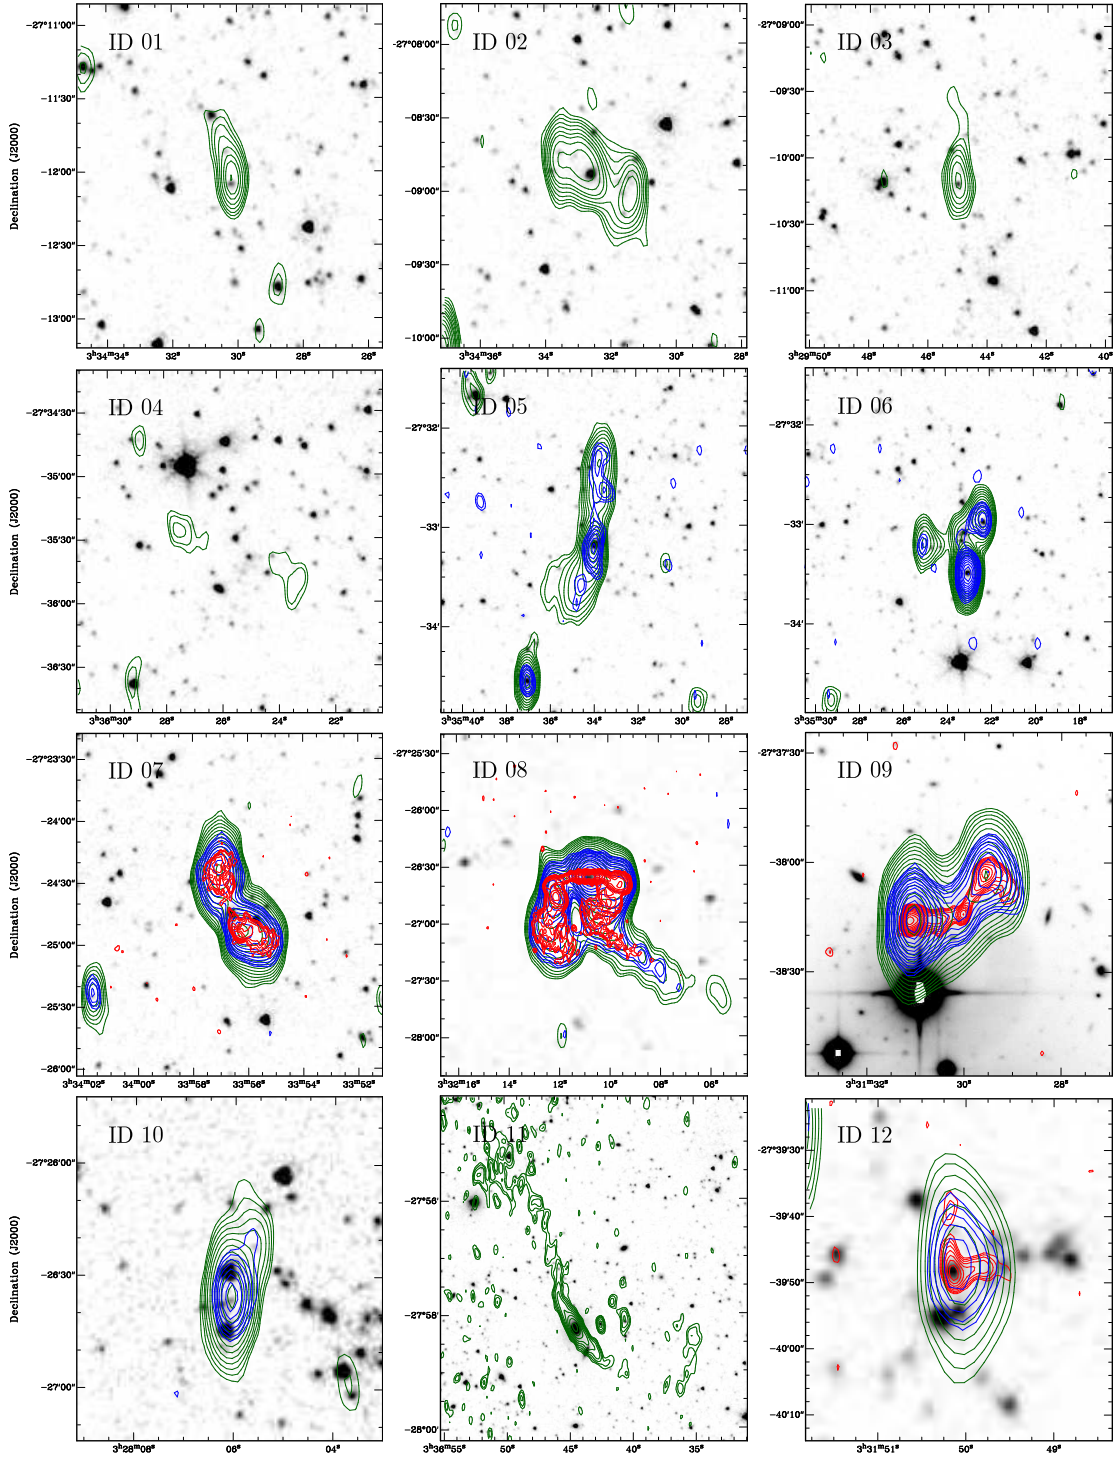 ID 01
ID 02
ID 03
Declination (J2000)
-27°11'00"
-11'30"
-12'00"
-12'30"
-13'00"
3h34m34s 32s 30s 28s 26s
-27°08'00"
-08'30"
-09'00"
-09'30"
-10'00"
3h34m36s 34s 32s 30s 28s
-27°09'00"
-09'30"
-10'00"
-10'30"
-11'00"
3h29m50s 48s 46s 44s 42s 40s
ID 04
ID 05
ID 06
Declination (J2000)
-27°34'30"
-35'00"
-35'30"
-36'00"
-36'30"
3h36m30s 28s 26s 24s 22s
-27°32'
-33'
-34'
3h35m40s 38s 36s 34s 32s 30s 28s
-27°32'
-33'
-34'
3h35m30s 28s 26s 24s 22s 20s 18s
ID 07
ID 08
ID 09
Declination (J2000)
-27°23'30"
-24'00"
-24'30"
-25'00"
-25'30"
-26'00"
3h34m02s 34m00s 33m58s 33m56s 33m54s 33m52s
-27°25'30"
-26'00"
-26'30"
-27'00"
-27'30"
-28'00"
3h32m16s 14s 12s 10s 08s 06s
-27°37'30"
-38'00"
-38'30"
3h31m32s 30s 28s
ID 10
ID 11
ID 12
Declination (J2000)
-27°26'00"
-26'30"
-27'00"
3h28m08s 06s 04s
-27°56'
-27°58'
-28°00'
3h36m55s 50s 45s 40s 35s
-27°39'30"
-39'40"
-39'50"
-40'00"
-40'10"
3h31m51s 50s 49s